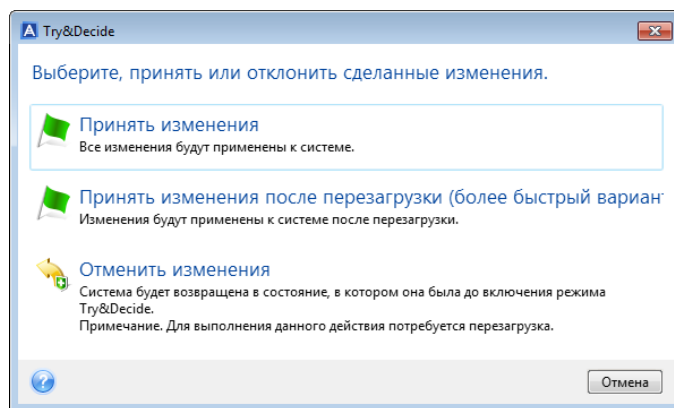 Try&Decide
Выберите, принять или отклонить сделанные изменения.
Принять изменения
Все изменения будут применены к системе.
Принять изменения после перезагрузки (более быстрый вариант
Изменения будут применены к системе после перезагрузки.
Отменить изменения
Система будет возвращена в состояние, в котором она была до включения режима
Try&Decide.
Примечание. Для выполнения данного действия потребуется перезагрузка.
Отмена